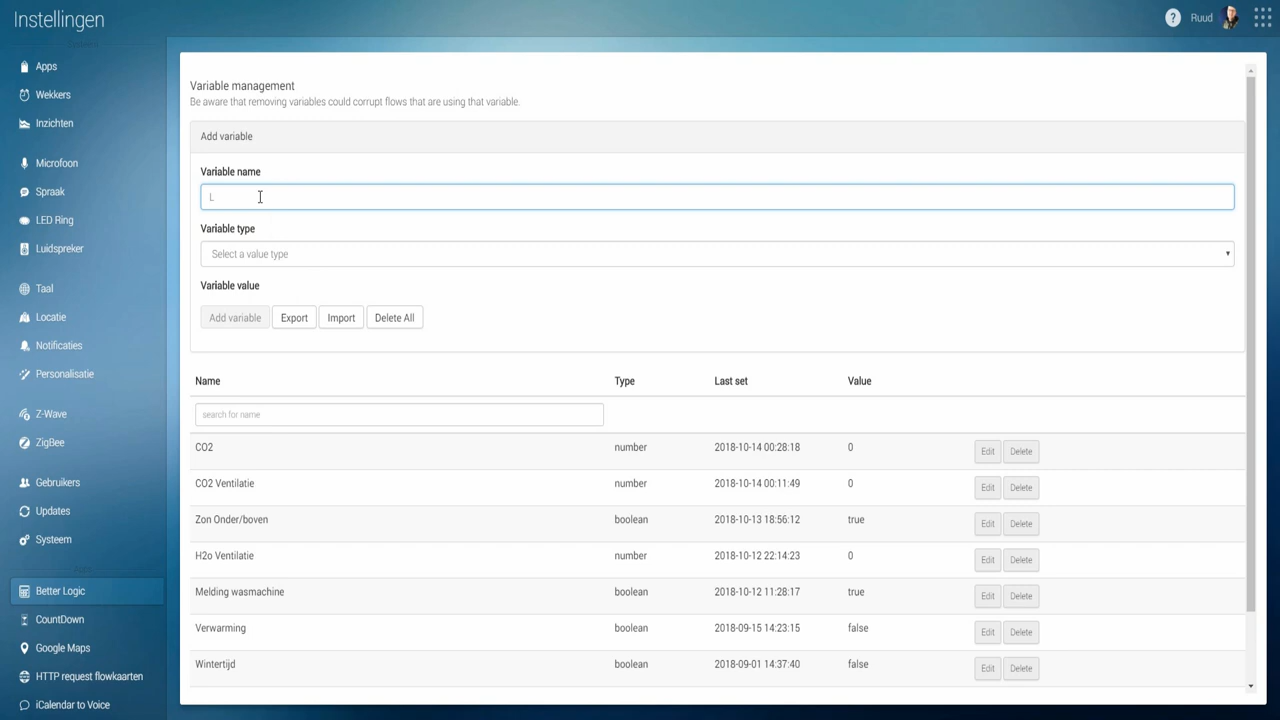 Instellingen
? Ruud
Systeem
Apps
Wekkers
Inzichten
Microfoon
Spraak
LED Ring
Luidspreker
Taal
Locatie
Notificaties
Personalisatie
Z-Wave
ZigBee
Gebruikers
Updates
Systeem
Apps
Better Logic
CountDown
Google Maps
HTTP request flowkaarten
iCalendar to Voice
Variable management
Be aware that removing variables could corrupt flows that are using that variable.
Add variable
Variable name
L
Variable type
Select a value type
Variable value
Add variable Export Import Delete All
Name Type Last set Value
search for name
CO2 number 2018-10-14 00:28:18 0 Edit Delete
CO2 Ventilatie number 2018-10-14 00:11:49 0 Edit Delete
Zon Onder/boven boolean 2018-10-13 18:56:12 true Edit Delete
H2o Ventilatie number 2018-10-12 22:14:23 0 Edit Delete
Melding wasmachine boolean 2018-10-12 11:28:17 true Edit Delete
Verwarming boolean 2018-09-15 14:23:15 false Edit Delete
Wintertijd boolean 2018-09-01 14:37:40 false Edit Delete